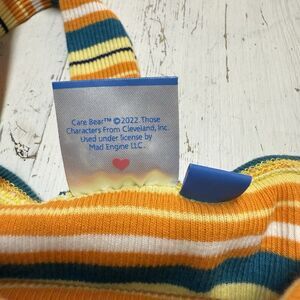 Care Bear™ ©2022. Those
Characters From Cleveland, Inc.
Used under license by
Mad Engine LLC.